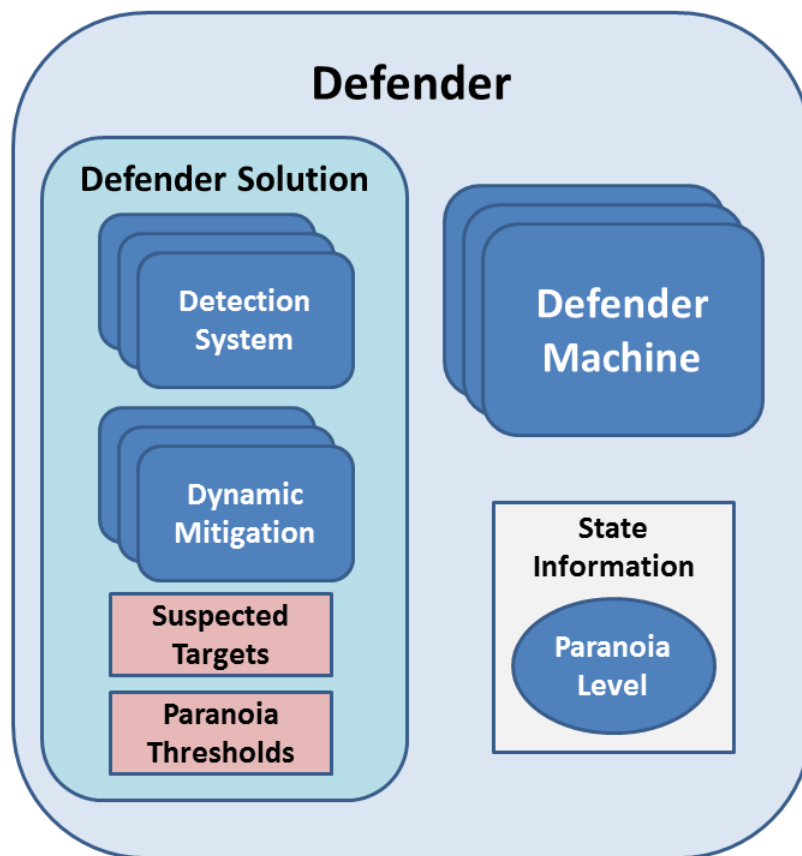 Defender
Defender Solution
Detection
System
Dynamic
Mitigation
Suspected
Targets
Paranoia
Thresholds
Defender
Machine
State
Information
Paranoia
Level